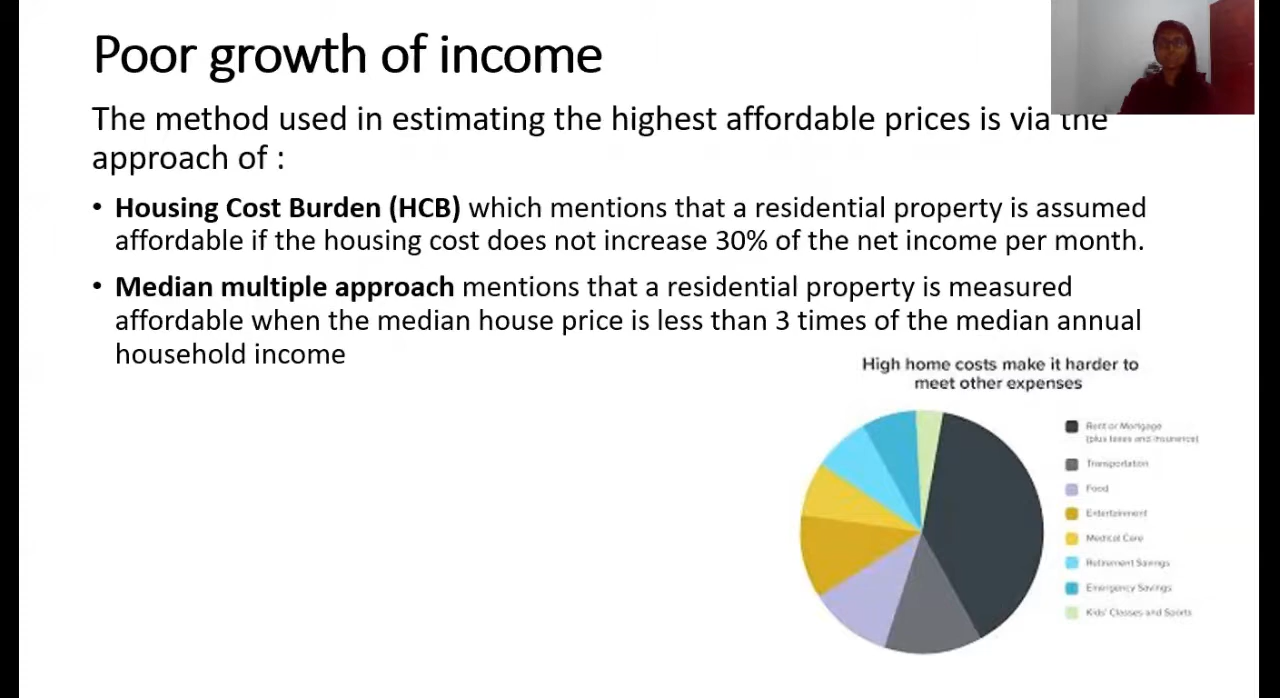 Poor growth of income
The method used in estimating the highest affordable prices is via the
approach of :
• Housing Cost Burden (HCB) which mentions that a residential property is assumed
affordable if the housing cost does not increase 30% of the net income per month.
• Median multiple approach mentions that a residential property is measured
affordable when the median house price is less than 3 times of the median annual
household income
High home costs make it harder to
meet other expenses
Rent or Mortgage
(plus taxes and insurance)
Transportation
Food
Entertainment
Medical Care
Retirement Savings
Emergency Savings
Kids' Classes and Sports